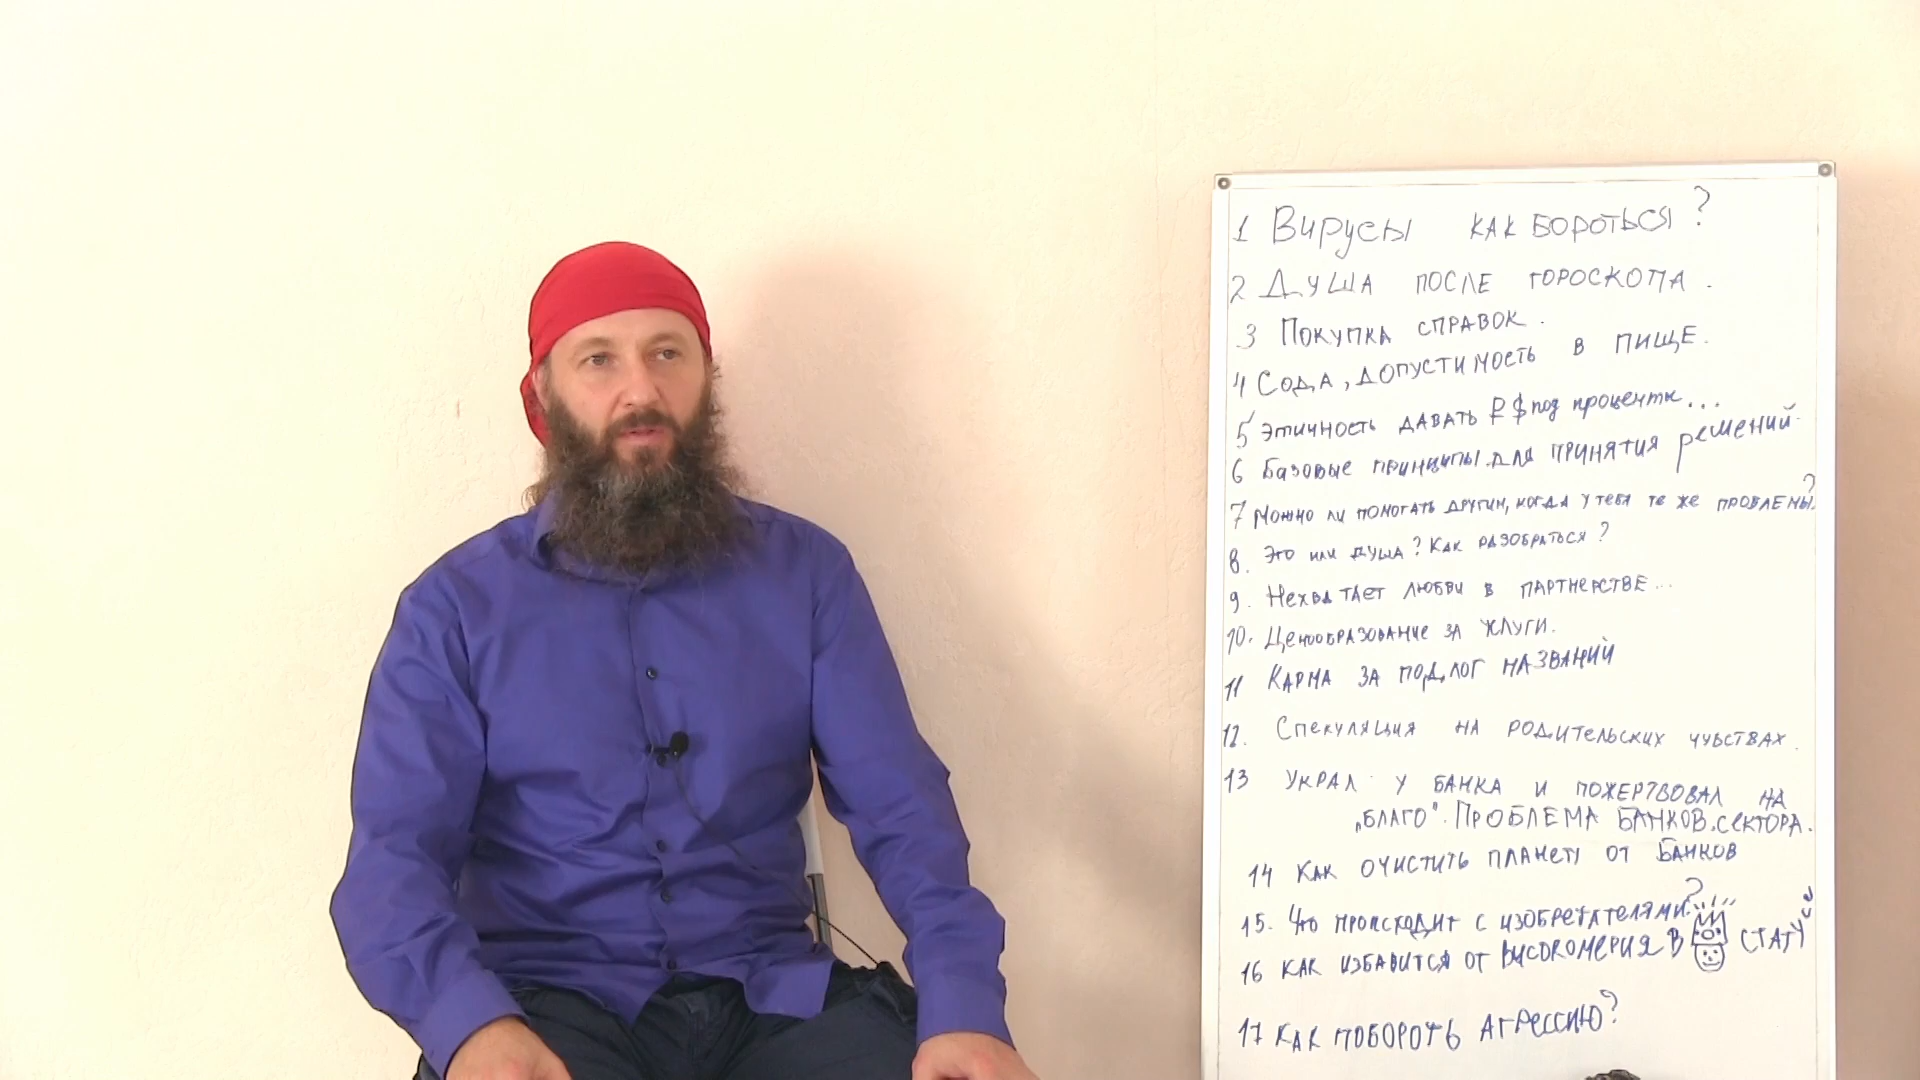 1 Вирусы как бороться?
2 Душа после гороскопа.
3 Покупка справок.
4 Сода, допустимость в пище.
5 Этичность давать ₽ $ под проценты...
6 Базовые принципы для принятия решений.
7 Можно ли помогать другим, когда у тебя те же проблемы?
8. Эго или душа? Как разобраться?
9. Нехватает любви в партнерстве...
10. Ценообразование за услуги.
11 Карма за подлог названий
12. Спекуляция на родительских чувствах.
13 Украл у банка и пожертвовал на
„благо". Проблема банков. сектора.
14 Как очистить планету от банков
15. Что происходит с изобретателями?
16 Как избавится от высокомерия в статусе
17 Как побороть агрессию?